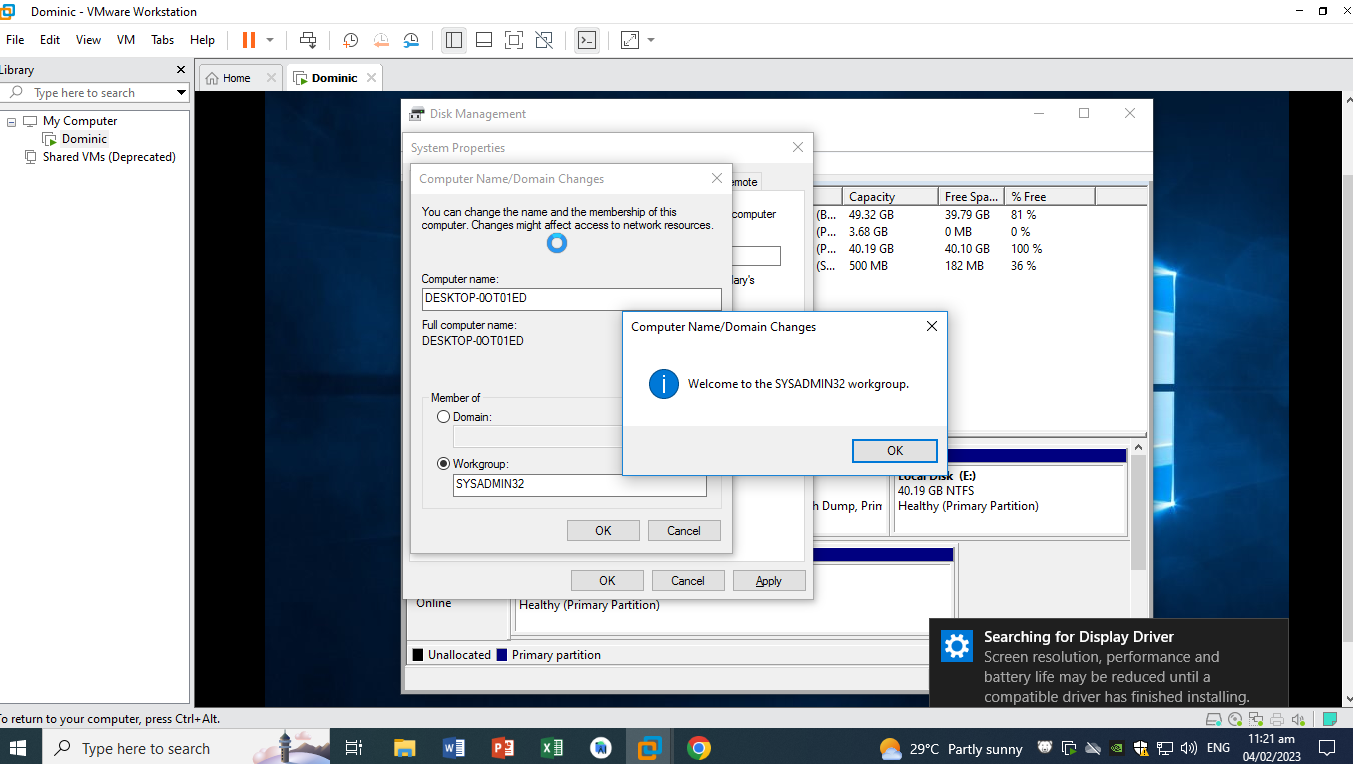 Dominic - VMware Workstation
File Edit View VM Tabs Help
Library
Type here to search
Home
Dominic
My Computer
Dominic
Shared VMs (Deprecated)
Disk Management
System Properties
Computer Name/Domain Changes
You can change the name and the membership of this
computer. Changes might affect access to network resources.
Computer name:
DESKTOP-0OT01ED
Full computer name:
DESKTOP-0OT01ED
Member of
Domain:
Workgroup:
SYSADMIN32
OK Cancel
emote
computer
lary's
OK Cancel Apply
Capacity Free Spa... % Free
(B... 49.32 GB 39.79 GB 81 %
(P... 3.68 GB 0 MB 0 %
(P... 40.19 GB 40.10 GB 100 %
(S... 500 MB 182 MB 36 %
Computer Name/Domain Changes
Welcome to the SYSADMIN32 workgroup.
OK
Local Disk (E:)
40.19 GB NTFS
h Dump, Prin Healthy (Primary Partition)
Online
Healthy (Primary Partition)
Unallocated Primary partition
Searching for Display Driver
Screen resolution, performance and
battery life may be reduced until a
compatible driver has finished installing.
To return to your computer, press Ctrl+Alt.
Type here to search
29°C Partly sunny
ENG
11:21 am
04/02/2023